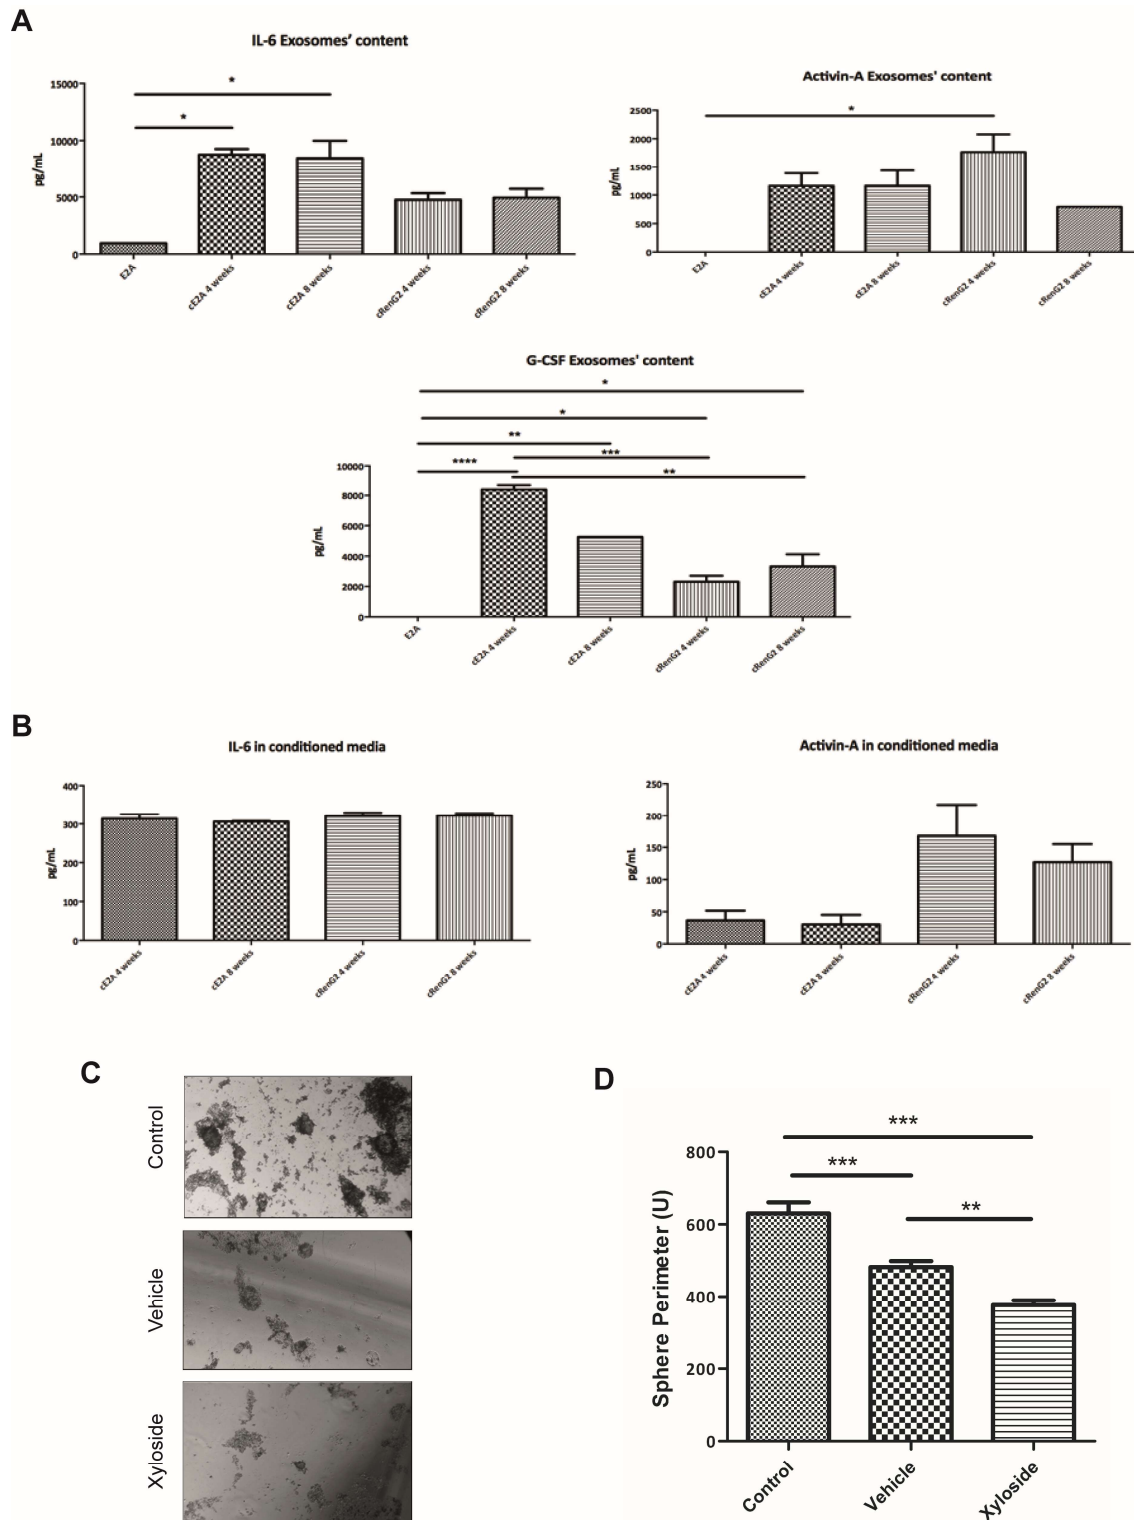 A
IL-6 Exosomes' content
pg/mL
15000
10000
5000
0
*
*
E2A
cE2A 4 weeks
cE2A 8 weeks
cRenG2 4 weeks
cRenG2 8 weeks
Activin-A Exosomes' content
pg/mL
2500
2000
1500
1000
500
0
*
E2A
cE2A 4 weeks
cE2A 8 weeks
cRenG2 4 weeks
cRenG2 8 weeks
G-CSF Exosomes' content
*
*
**
***
****
**
pg/mL
10000
8000
6000
4000
2000
0
E2A
cE2A 4 weeks
cE2A 8 weeks
cRenG2 4 weeks
cRenG2 8 weeks
B
IL-6 in conditioned media
pg/mL
400
300
200
100
0
cE2A 4 weeks
cE2A 8 weeks
cRenG2 4 weeks
cRenG2 8 weeks
Activin-A in conditioned media
pg/mL
250
200
150
100
50
0
cE2A 4 weeks
cE2A 8 weeks
cRenG2 4 weeks
cRenG2 8 weeks
C
Control
Vehicle
Xyloside
D
***
***
**
Sphere Perimeter (U)
800
600
400
200
0
Control
Vehicle
Xyloside